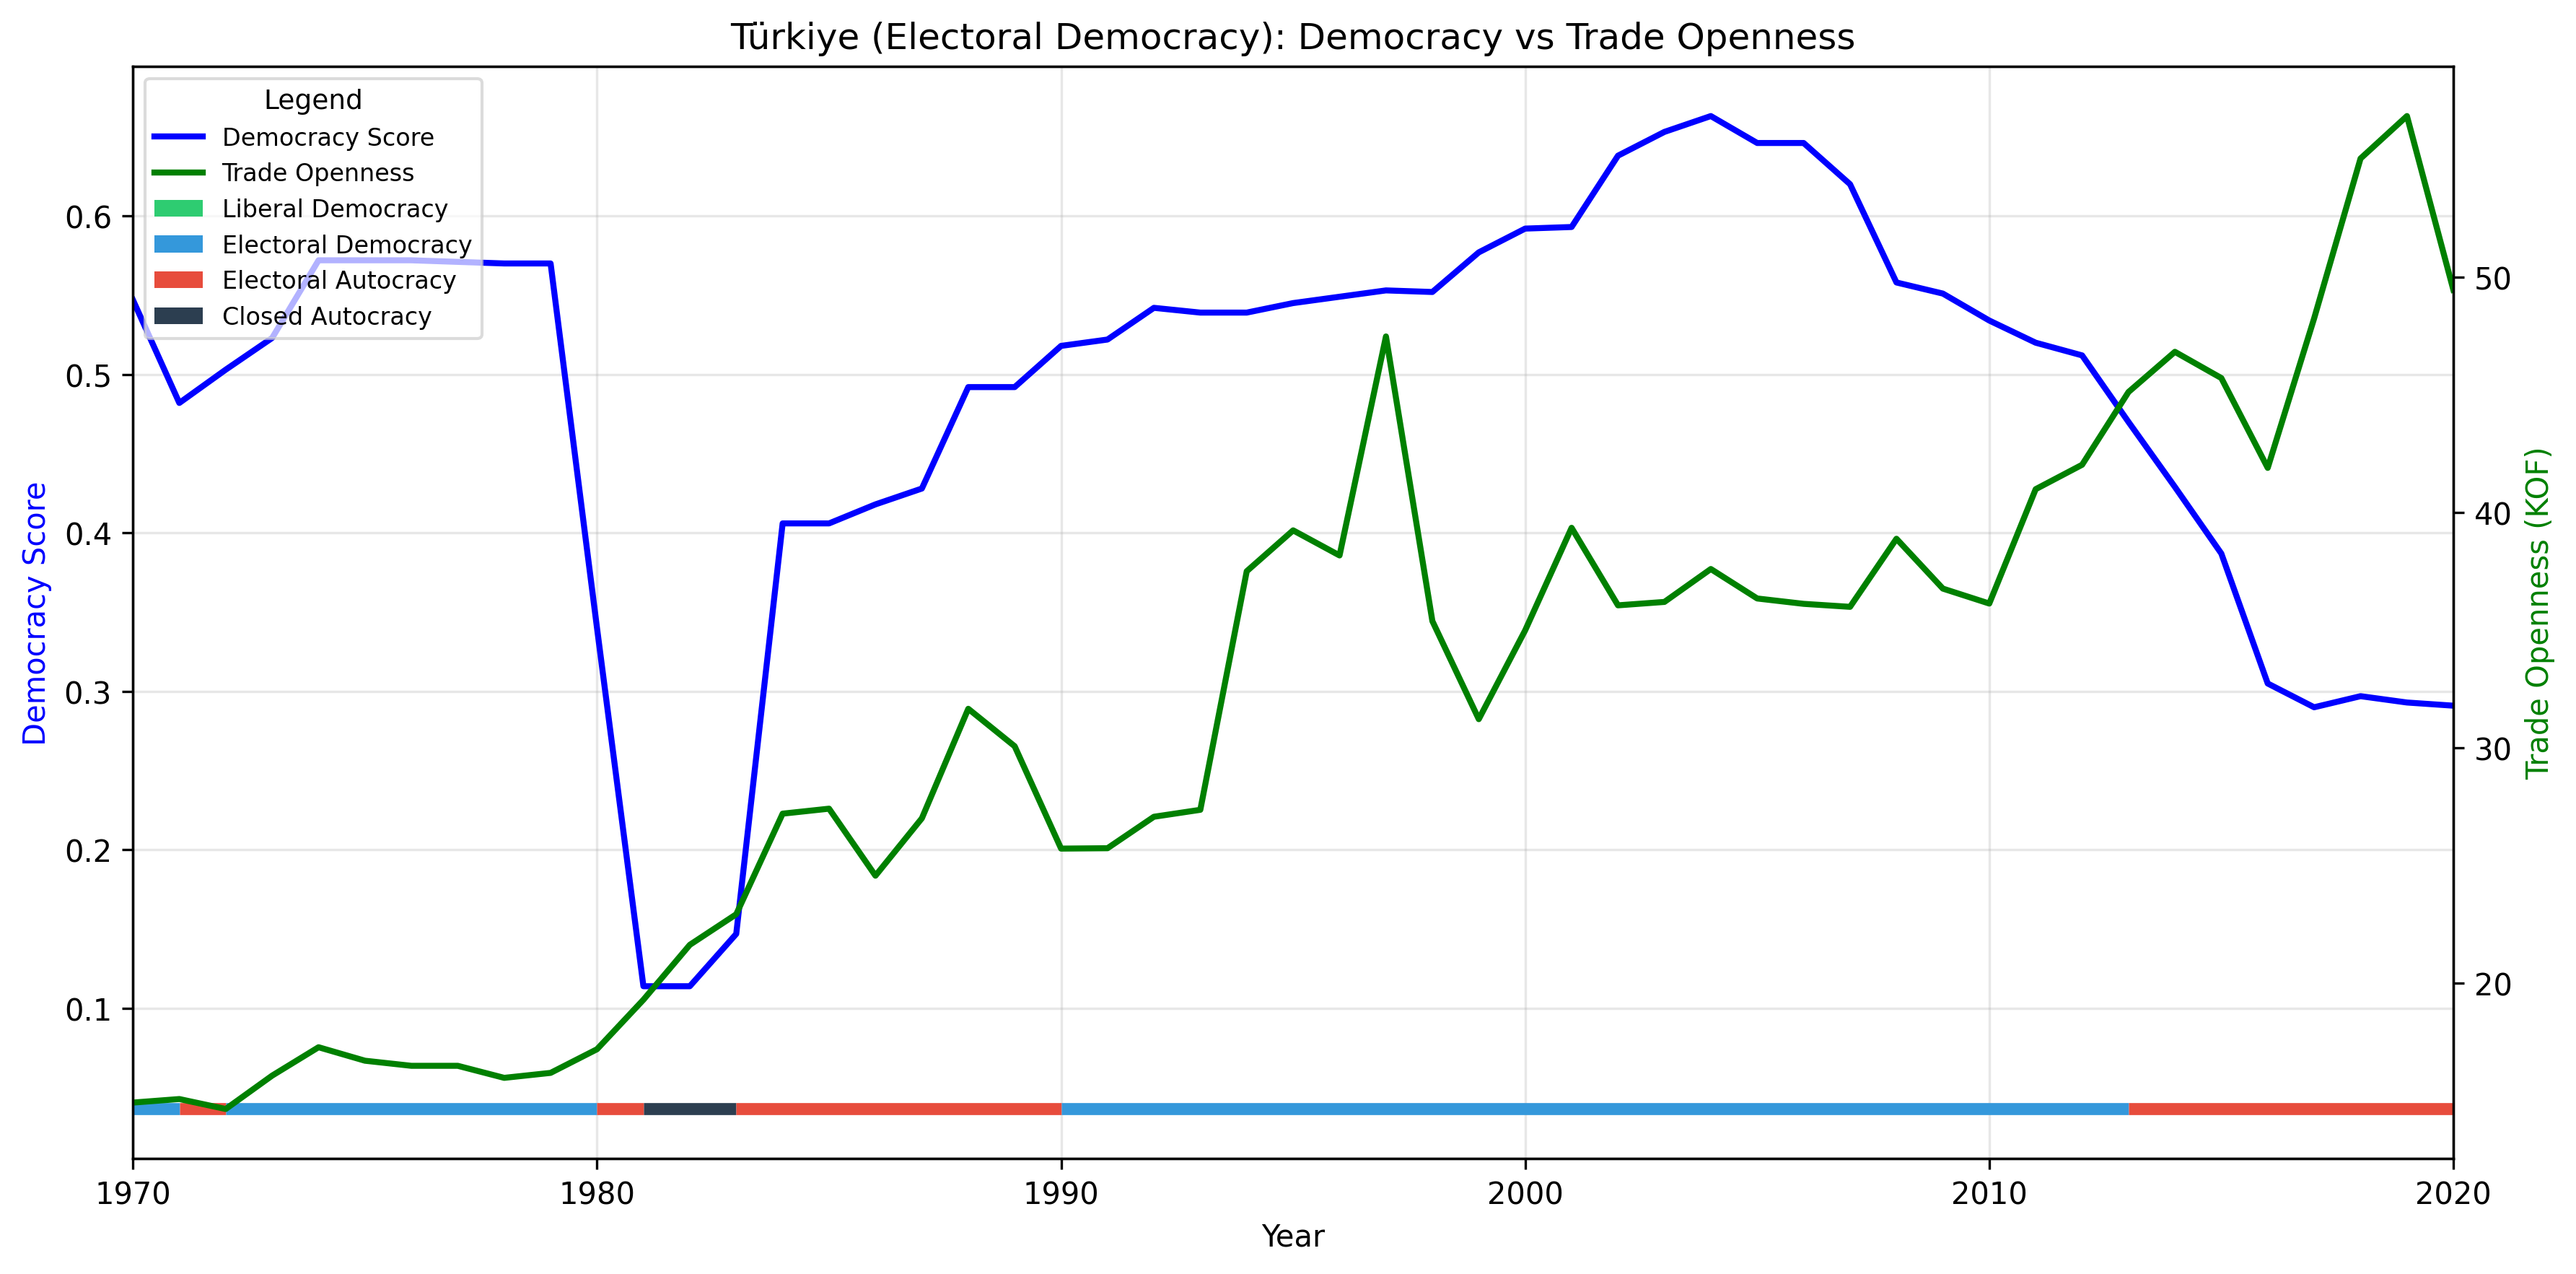 Türkiye (Electoral Democracy): Democracy vs Trade Openness
Legend
Democracy Score
Trade Openness
Liberal Democracy
Electoral Democracy
Electoral Autocracy
Closed Autocracy
0.6
0.5
0.4
0.3
0.2
0.1
Democracy Score
50
40
30
20
Trade Openness (KOF)
1970 1980 1990 2000 2010 2020
Year